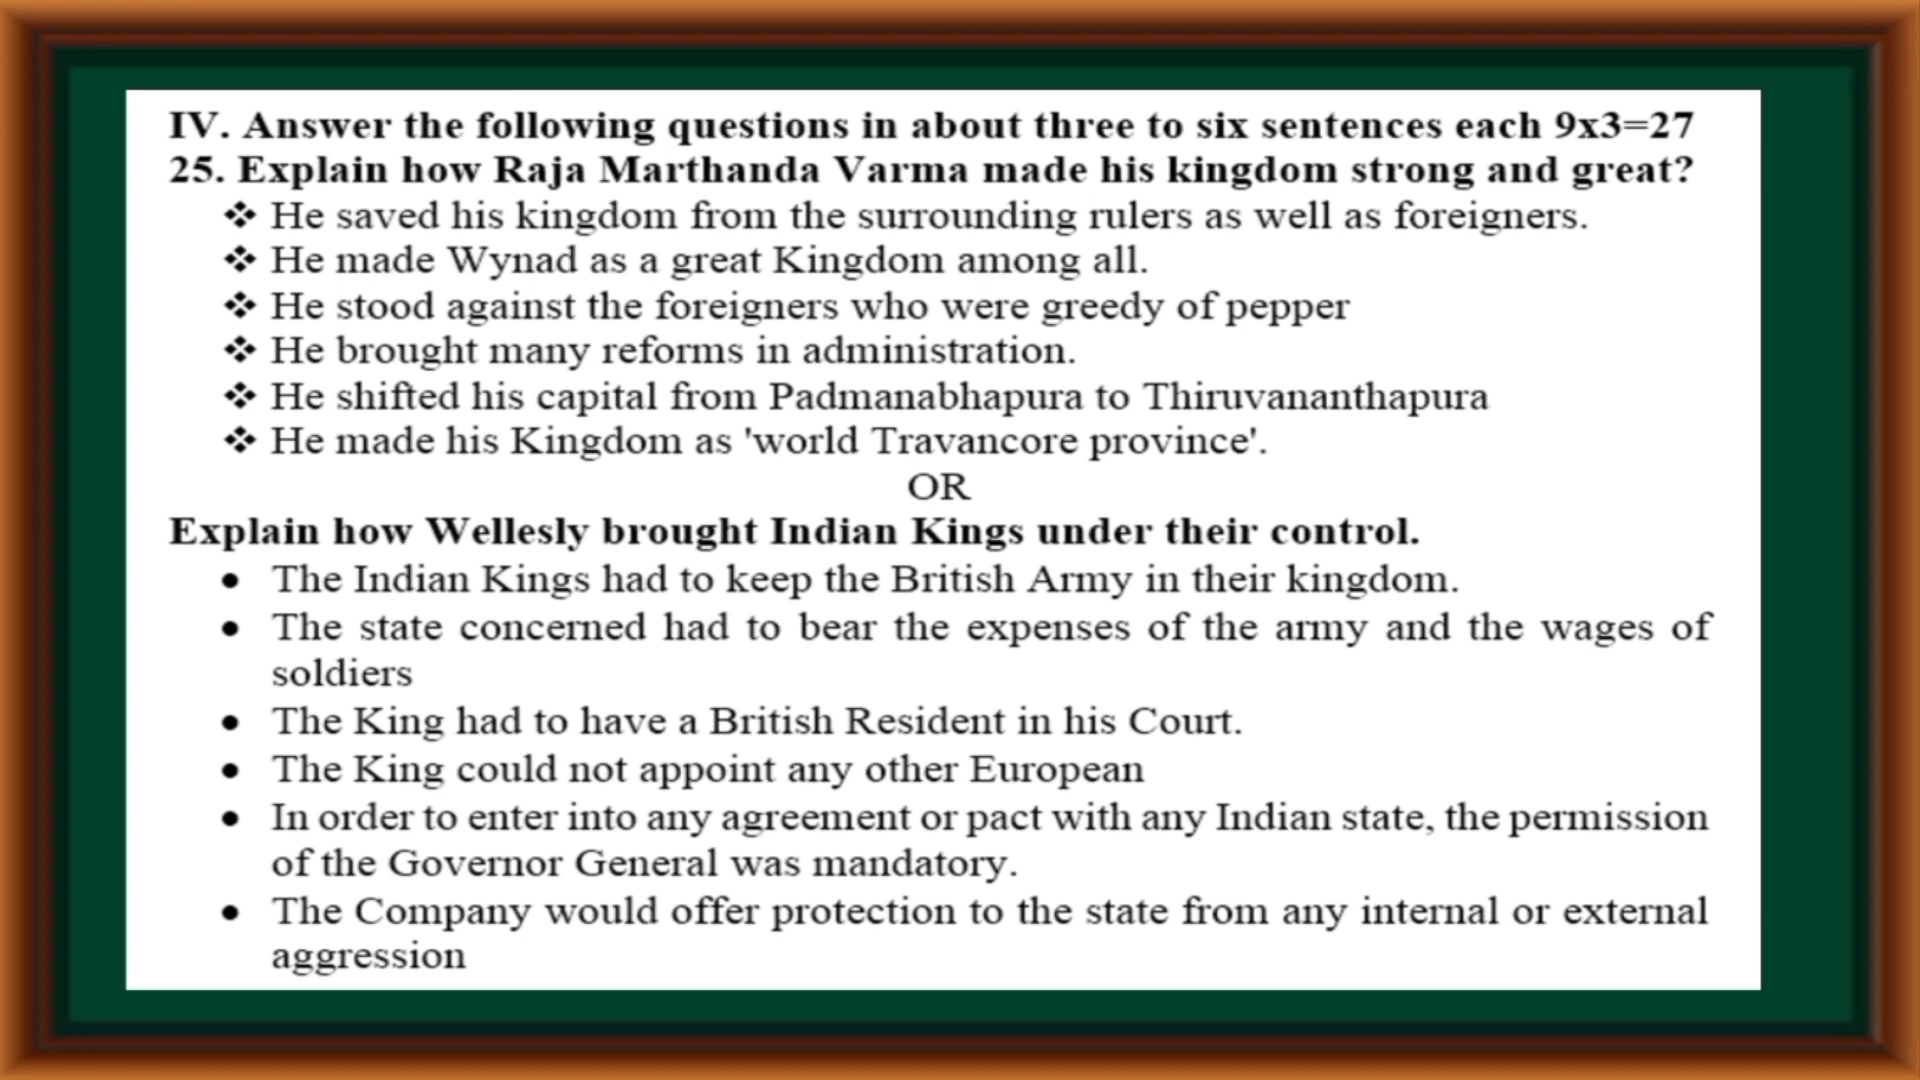 IV. Answer the following questions in about three to six sentences each 9x3=27
25. Explain how Raja Marthanda Varma made his kingdom strong and great?
❖ He saved his kingdom from the surrounding rulers as well as foreigners.
❖ He made Wynad as a great Kingdom among all.
❖ He stood against the foreigners who were greedy of pepper
❖ He brought many reforms in administration.
❖ He shifted his capital from Padmanabhapura to Thiruvananthapura
❖ He made his Kingdom as 'world Travancore province'.
OR
Explain how Wellesly brought Indian Kings under their control.
• The Indian Kings had to keep the British Army in their kingdom.
• The state concerned had to bear the expenses of the army and the wages of
soldiers
• The King had to have a British Resident in his Court.
• The King could not appoint any other European
• In order to enter into any agreement or pact with any Indian state, the permission
of the Governor General was mandatory.
• The Company would offer protection to the state from any internal or external
aggression